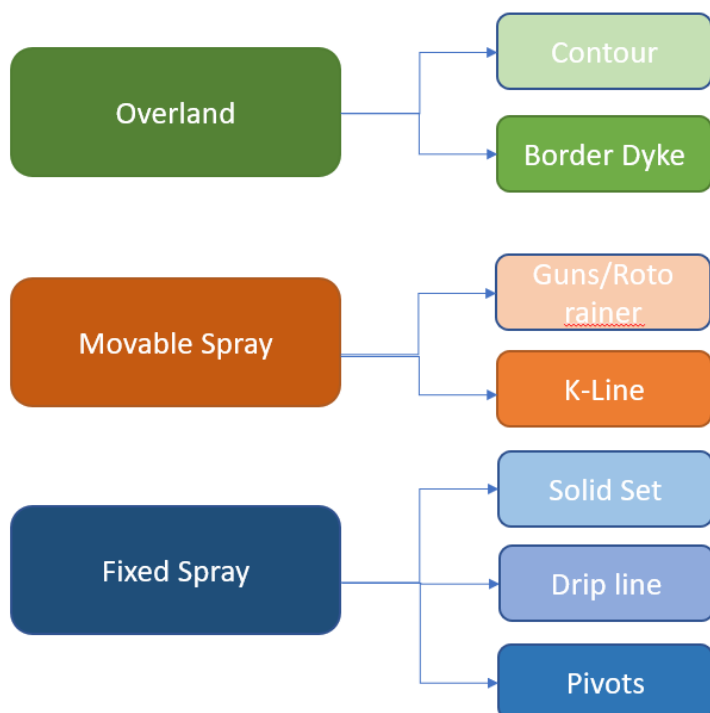 Overland
Contour
Border Dyke
Movable Spray
Guns/Roto
rainer
K-Line
Fixed Spray
Solid Set
Drip line
Pivots